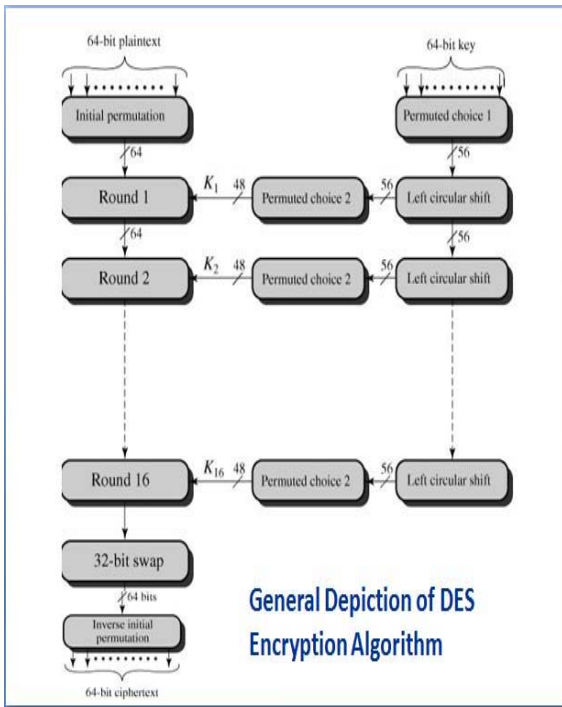 64-bit plaintext
64-bit key
Initial permutation
Permuted choice 1
64
56
Round 1
K1
48
Permuted choice 2
56
Left circular shift
64
56
Round 2
K2
48
Permuted choice 2
56
Left circular shift
Round 16
K16
48
Permuted choice 2
56
Left circular shift
32-bit swap
64 bits
Inverse initial
permutation
64-bit ciphertext
General Depiction of DES
Encryption Algorithm